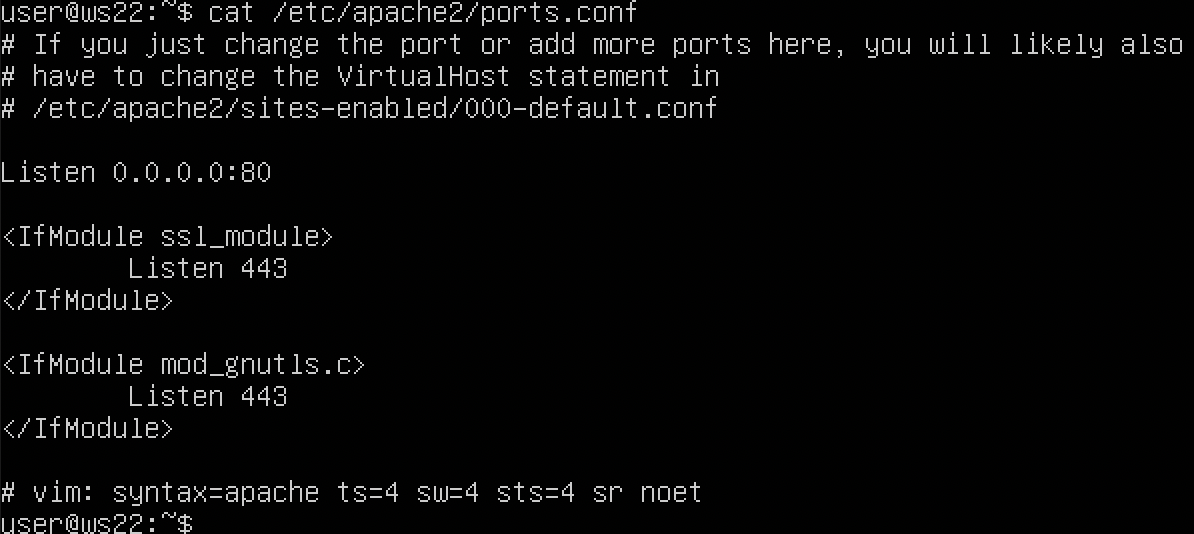 user@ws22:~$ cat /etc/apache2/ports.conf
# If you just change the port or add more ports here, you will likely also
# have to change the VirtualHost statement in
# /etc/apache2/sites-enabled/000-default.conf

Listen 0.0.0.0:80

<IfModule ssl_module>
        Listen 443
</IfModule>

<IfModule mod_gnutls.c>
        Listen 443
</IfModule>

# vim: syntax=apache ts=4 sw=4 sts=4 sr noet
user@ws22:~$